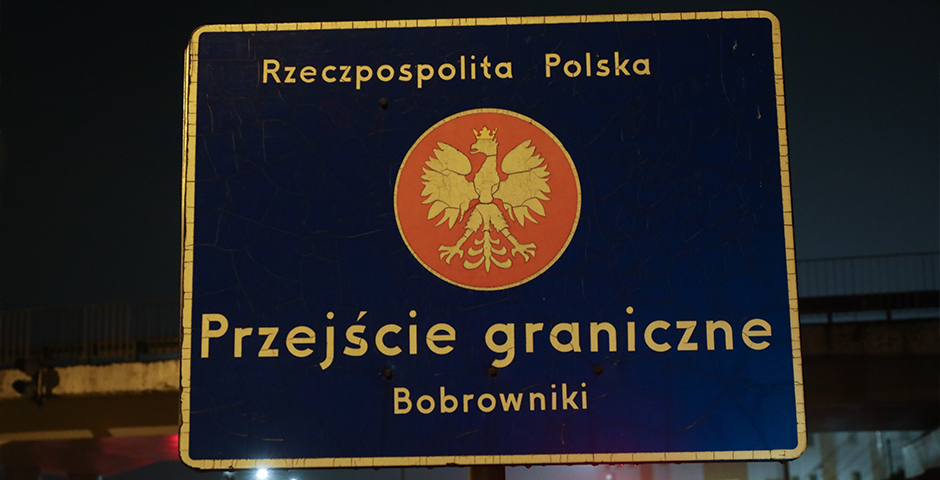 Rzeczpospolita Polska
Przejście graniczne
Bobrowniki